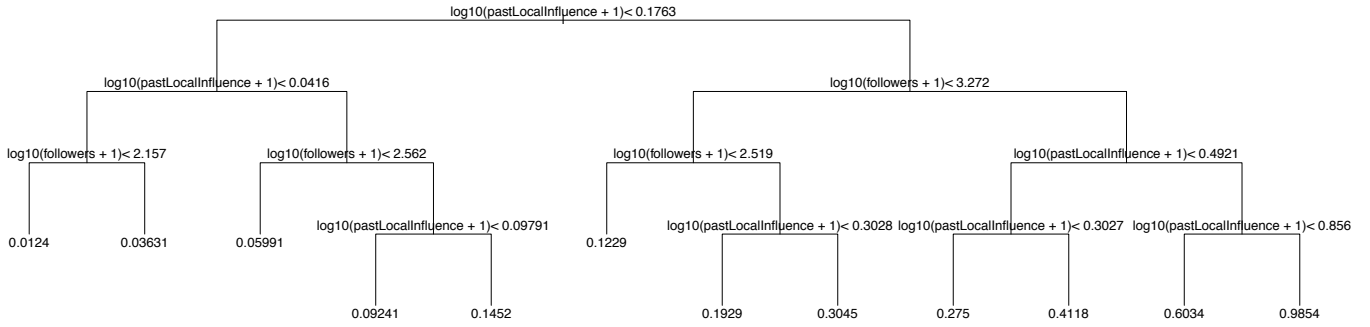 log10(pastLocalInfluence + 1)< 0.1763
log10(pastLocalInfluence + 1)< 0.0416
log10(followers + 1)< 3.272
log10(followers + 1)< 2.157
log10(followers + 1)< 2.562
log10(followers + 1)< 2.519
log10(pastLocalInfluence + 1)< 0.4921
0.0124
0.03631
0.05991
log10(pastLocalInfluence + 1)< 0.09791
0.1229
log10(pastLocalInfluence + 1)< 0.3028
log10(pastLocalInfluence + 1)< 0.3027
log10(pastLocalInfluence + 1)< 0.856
0.09241
0.1452
0.1929
0.3045
0.275
0.4118
0.6034
0.9854